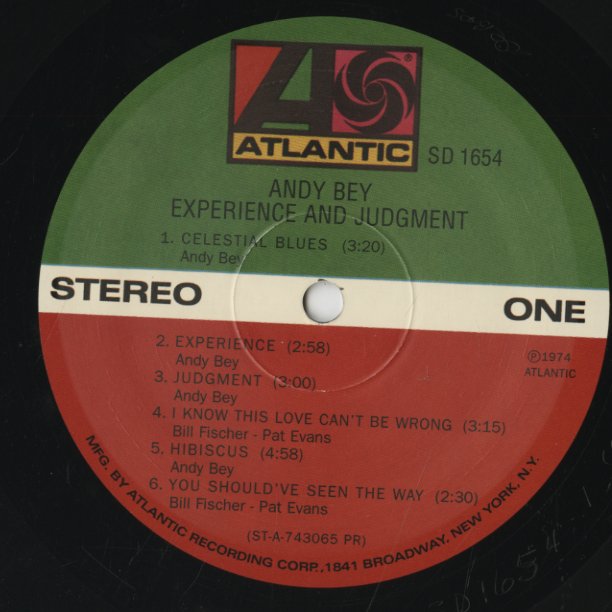 ATLANTIC
®
SD 1654
ANDY BEY
EXPERIENCE AND JUDGMENT
1. CELESTIAL BLUES (3:20)
Andy Bey
STEREO
ONE
2. EXPERIENCE (2:58)
Andy Bey
3. JUDGMENT (3:00)
Andy Bey
4. I KNOW THIS LOVE CAN'T BE WRONG (3:15)
Bill Fischer - Pat Evans
5. HIBISCUS (4:58)
Andy Bey
6. YOU SHOULD'VE SEEN THE WAY (2:30)
Bill Fischer - Pat Evans
℗1974
ATLANTIC
(ST-A-743065 PR)
MFG. BY ATLANTIC RECORDING CORP., 1841 BROADWAY, NEW YORK, N.Y.